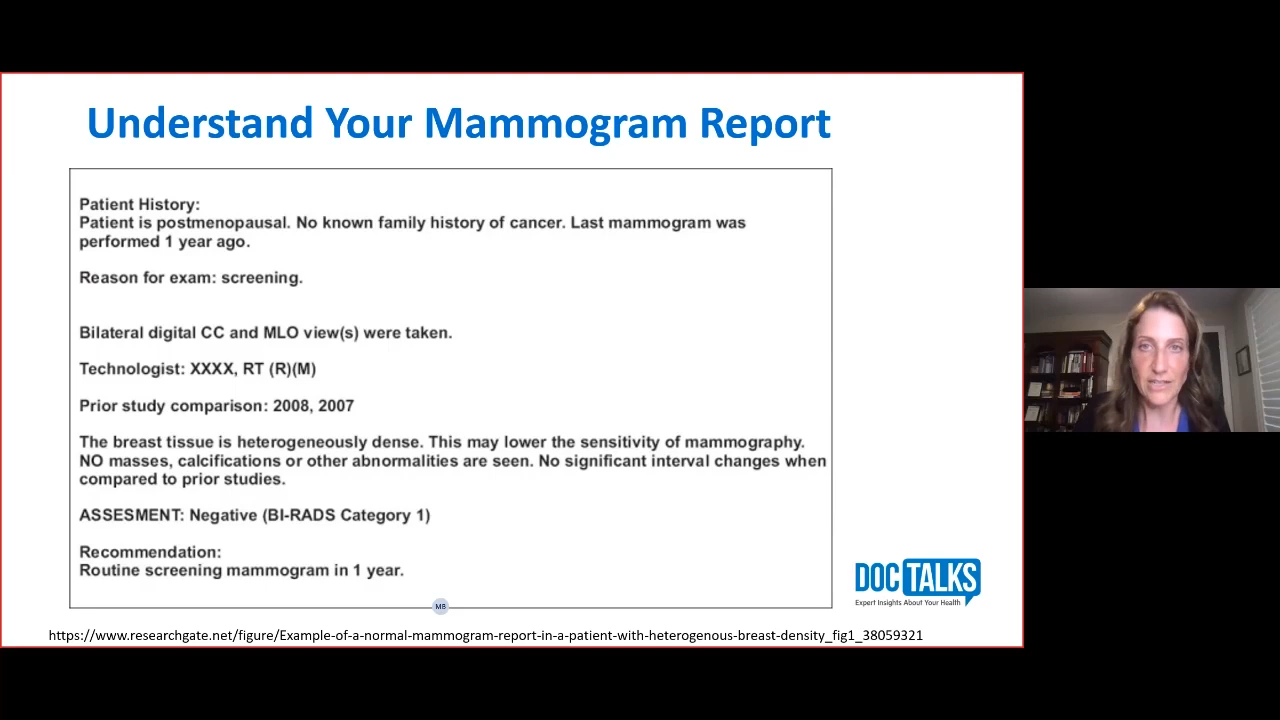 Understand Your Mammogram Report
Patient History:
Patient is postmenopausal. No known family history of cancer. Last mammogram was
performed 1 year ago.
Reason for exam: screening.
Bilateral digital CC and MLO view(s) were taken.
Technologist: XXXX, RT (R)(M)
Prior study comparison: 2008, 2007
The breast tissue is heterogeneously dense. This may lower the sensitivity of mammography.
NO masses, calcifications or other abnormalities are seen. No significant interval changes when
compared to prior studies.
ASSESMENT: Negative (BI-RADS Category 1)
Recommendation:
Routine screening mammogram in 1 year.
DOC TALKS
Expert Insights About Your Health
MB
https://www.researchgate.net/figure/Example-of-a-normal-mammogram-report-in-a-patient-with-heterogenous-breast-density_fig1_38059321